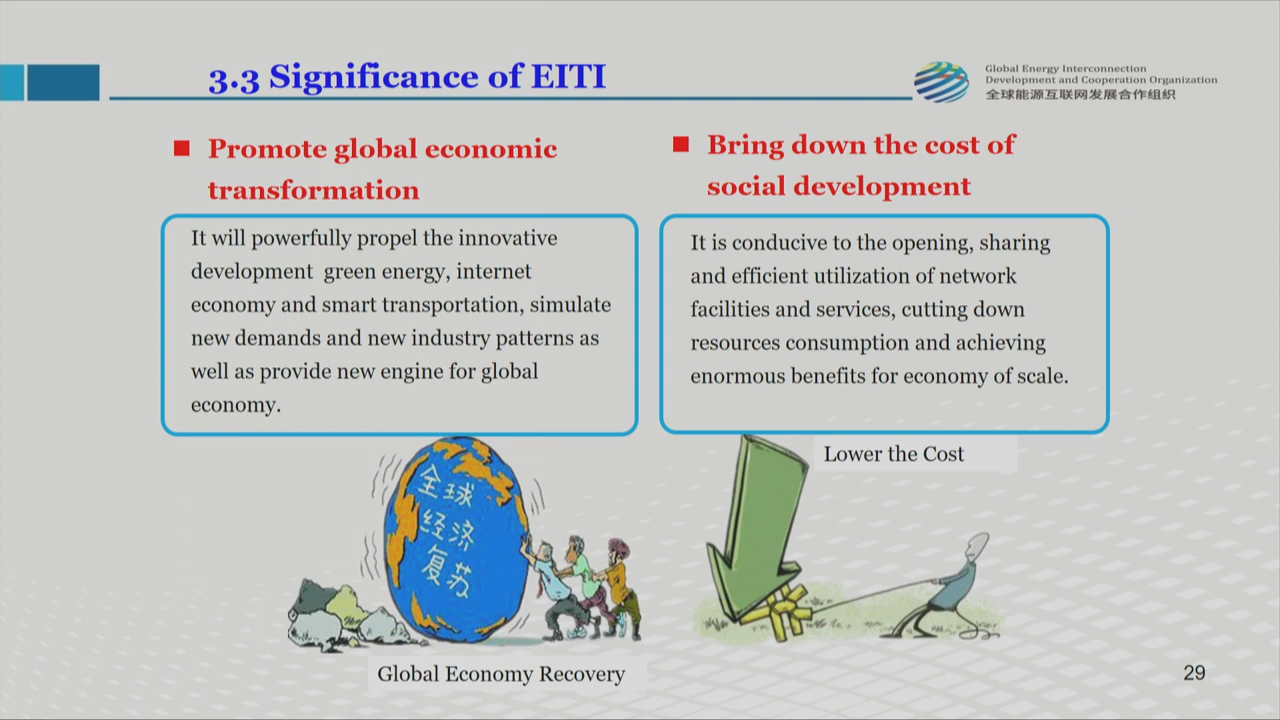 3.3 Significance of EITI
Global Energy Interconnection
Development and Cooperation Organization
全球能源互联网发展合作组织
Promote global economic
transformation
It will powerfully propel the innovative
development green energy, internet
economy and smart transportation, simulate
new demands and new industry patterns as
well as provide new engine for global
economy.
全球
经济
复苏
Global Economy Recovery
Bring down the cost of
social development
It is conducive to the opening, sharing
and efficient utilization of network
facilities and services, cutting down
resources consumption and achieving
enormous benefits for economy of scale.
Lower the Cost
29